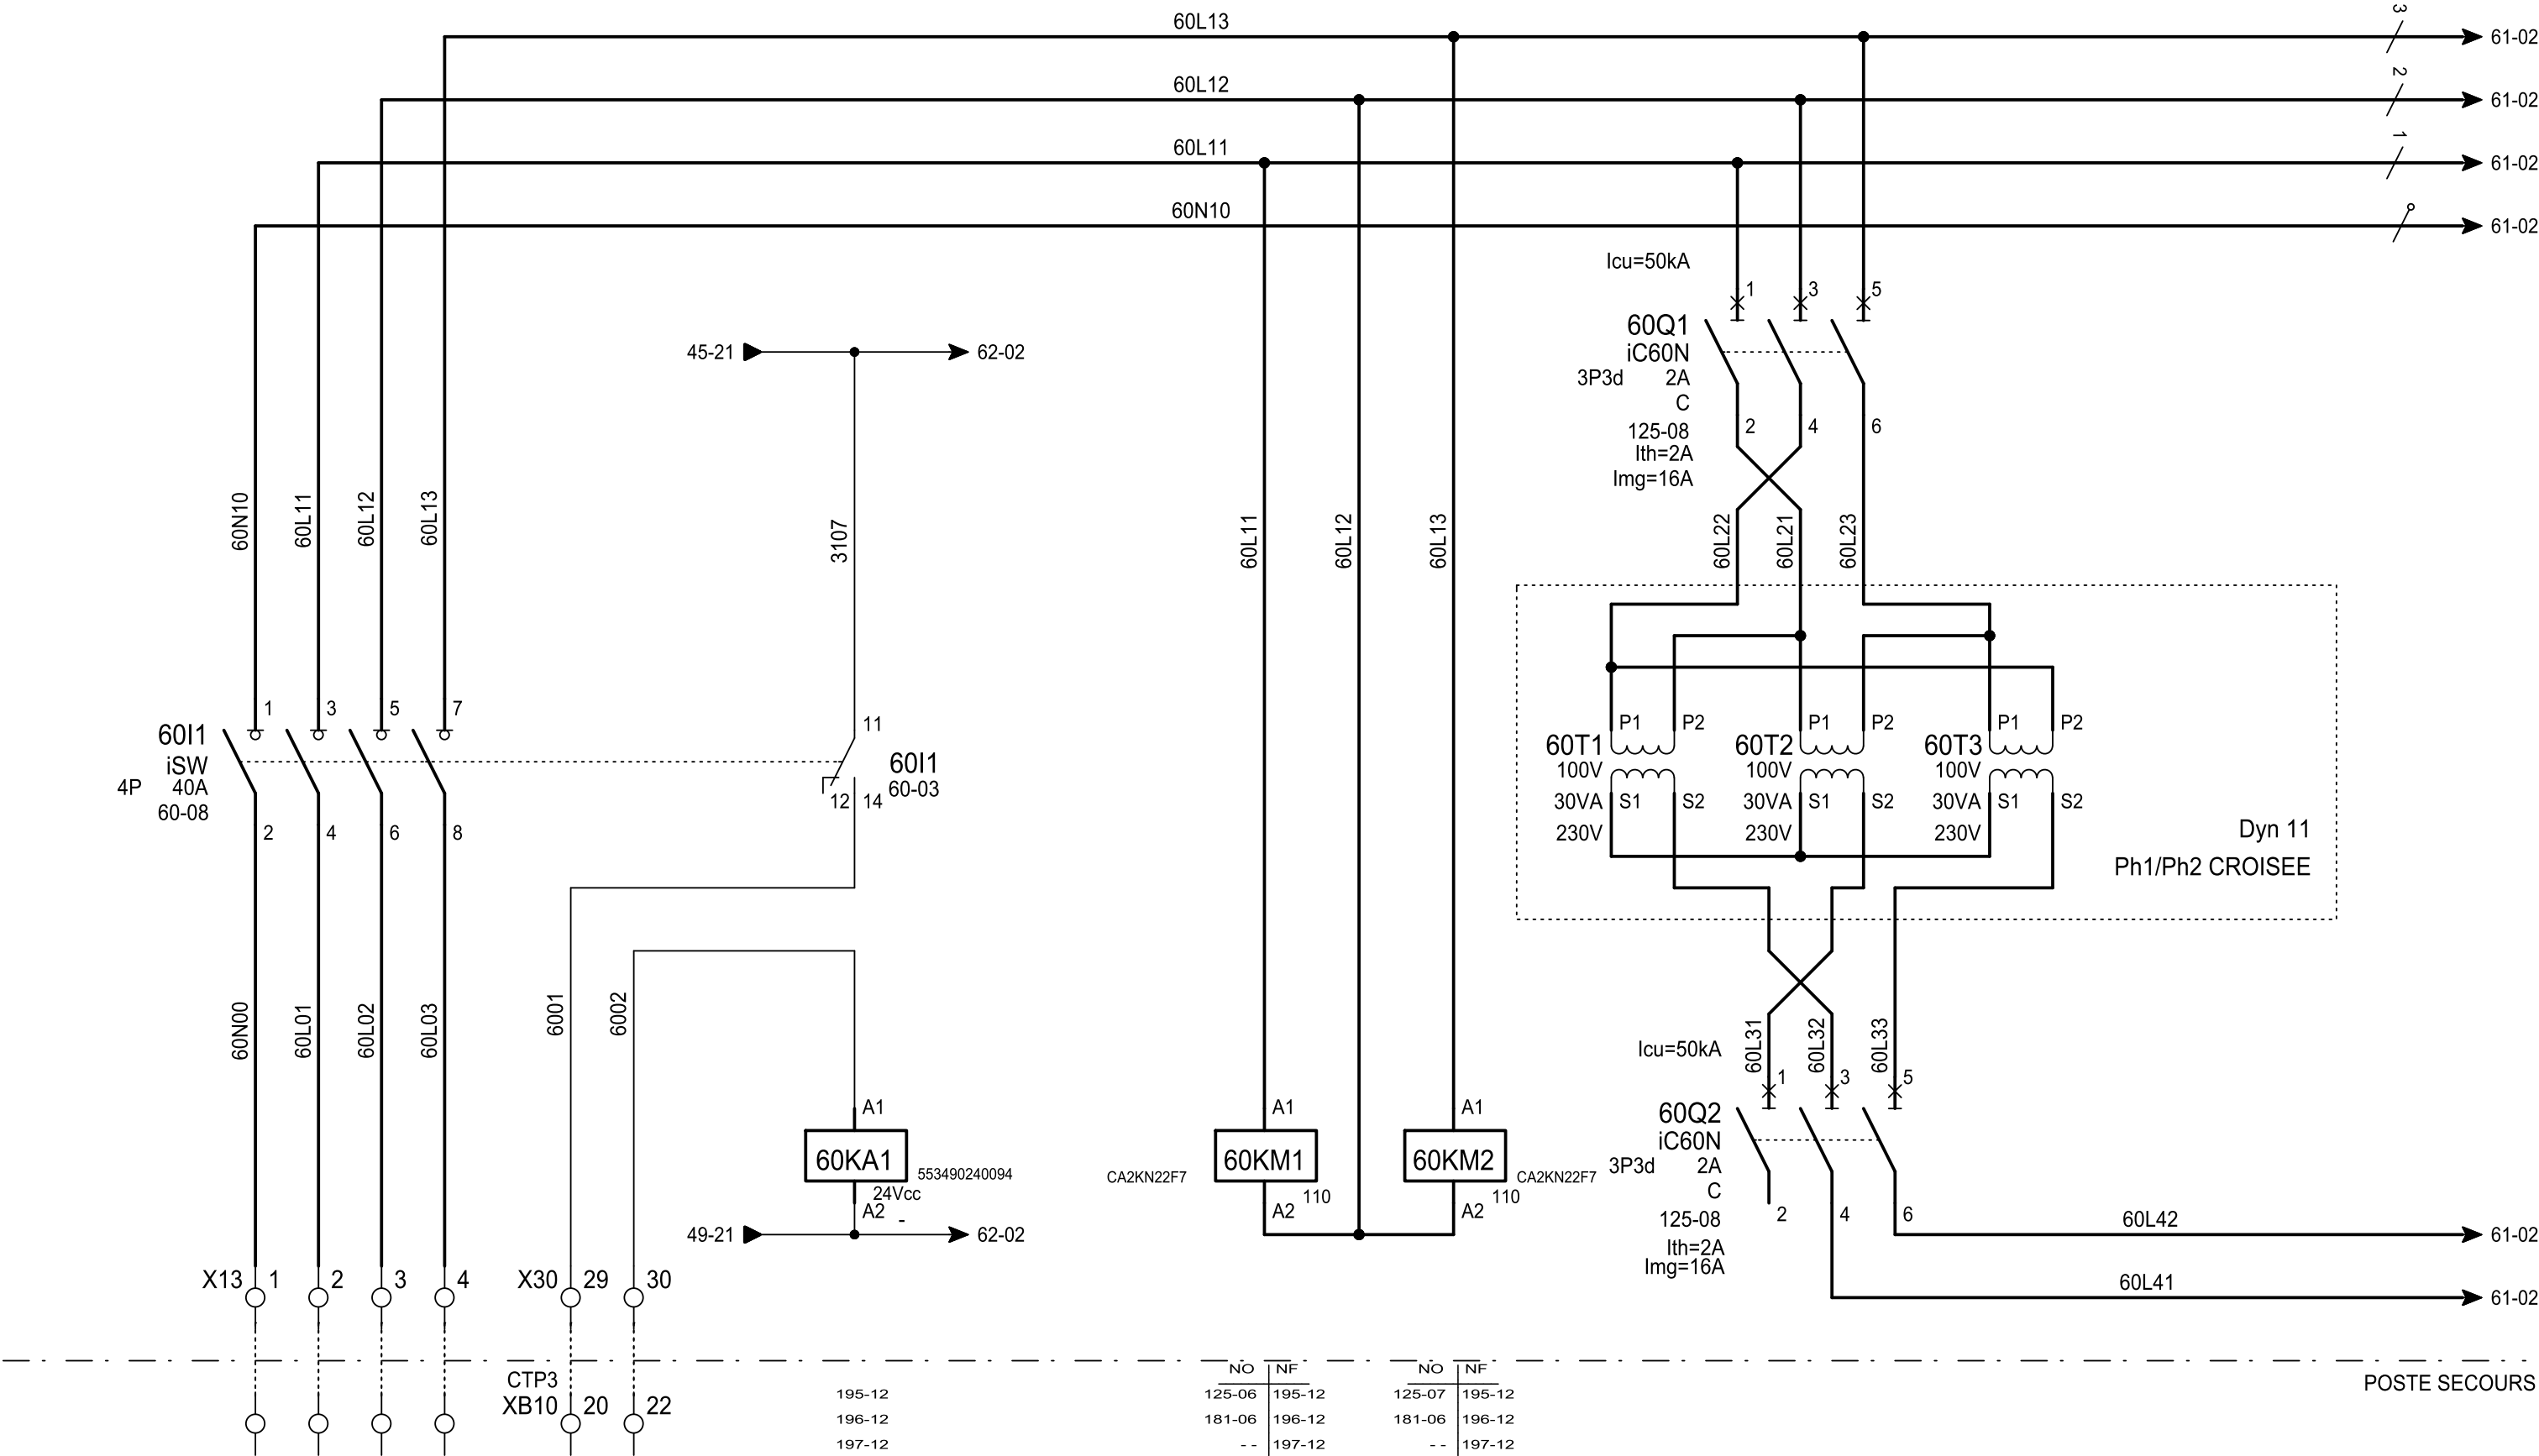 60L13
3
61-02
60L12
2
61-02
60L11
1
61-02
60N10
61-02
Icu=50kA
1 3 5
60Q1
iC60N
3P3d 2A
C
125-08
Ith=2A
Img=16A
2 4 6
45-21
62-02
60N10
60L11
60L12
60L13
3107
60L11
60L12
60L13
60L22
60L21
60L23
1 3 5 7
60I1
iSW
4P 40A
60-08
2 4 6 8
11
60I1
60-03
12 14
P1 P2 P1 P2 P1 P2
60T1 60T2 60T3
100V 100V 100V
30VA S1 S2 30VA S1 S2 30VA S1 S2
230V 230V 230V
Dyn 11
Ph1/Ph2 CROISEE
60N00
60L01
60L02
60L03
6001
6002
60L31
60L32
60L33
Icu=50kA
1 3 5
60Q2
iC60N
3P3d 2A
C
125-08
Ith=2A
Img=16A
2 4 6
A1
60KA1
553490240094
24Vcc
A2 -
49-21
62-02
A1
60KM1
CA2KN22F7
110
A2
A1
60KM2
CA2KN22F7
110
A2
60L42
61-02
60L41
61-02
X13 1 2 3 4
X30 29 30
CTP3
XB10 20 22
195-12
196-12
197-12
NO NF
125-06 195-12
181-06 196-12
- - 197-12
NO NF
125-07 195-12
181-06 196-12
- - 197-12
POSTE SECOURS